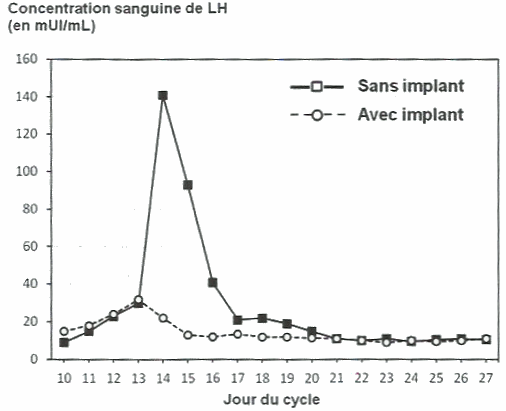 Concentration sanguine de LH
(en mUI/mL)
160
140
120
100
80
60
40
20
0
Sans implant
Avec implant
10 11 12 13 14 15 16 17 18 19 20 21 22 23 24 25 26 27
Jour du cycle